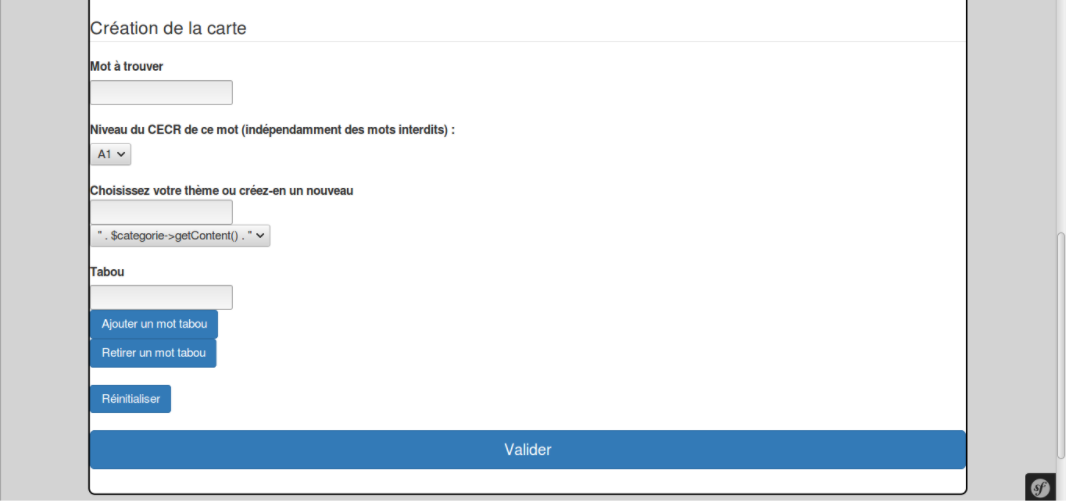 Création de la carte
Mot à trouver
Niveau du CECR de ce mot (indépendamment des mots interdits) :
A1
Choisissez votre thème ou créez-en un nouveau
" . $categorie->getContent() . "
Tabou
Ajouter un mot tabou
Retirer un mot tabou
Réinitialiser
Valider
sf